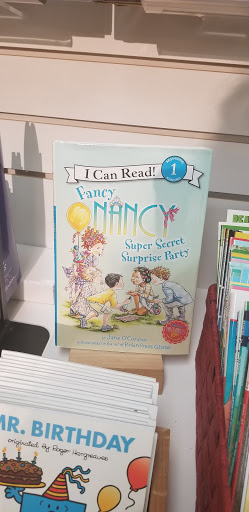 I Can Read!
1
Fancy
NANCY
Super Secret
Surprise Party
by Jane O'Connor
MR. BIRTHDAY
originated by Roger Hargreaves